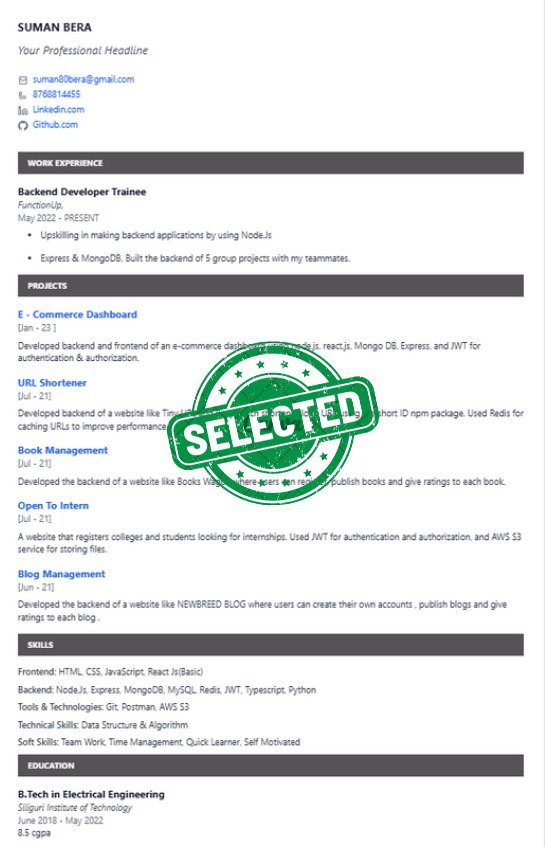 SUMAN BERA
Your Professional Headline
suman80bera@gmail.com
8768814455
Linkedin.com
Github.com
WORK EXPERIENCE
Backend Developer Trainee
FunctionUp,
May 2022 - PRESENT
• Upskilling in making backend applications by using Node.Js
• Express & MongoDB. Built the backend of 5 group projects with my teammates.
PROJECTS
E - Commerce Dashboard
[Jan - 23 ]
Developed backend and frontend of an e-commerce dashboard using node.js, react.js, Mongo DB, Express, and JWT for
authentication & authorization.
URL Shortener
[Jul - 21]
Developed backend of a website like Tiny short ID npm package. Used Redis for
caching URLs to improve performance
SELECTED
Book Management
[Jul - 21]
Developed the backend of a website like Books where users can publish books and give ratings to each book.
Open To Intern
[Jul - 21]
A website that registers colleges and students looking for internships. Used JWT for authentication and authorization, and AWS S3
service for storing files.
Blog Management
[Jun - 21]
Developed the backend of a website like NEWBREED BLOG where users can create their own accounts , publish blogs and give
ratings to each blog .
SKILLS
Frontend: HTML, CSS, JavaScript, React Js(Basic)
Backend: Node.Js, Express, MongoDB, MySQL, Redis, JWT, Typescript, Python
Tools & Technologies: Git, Postman, AWS S3
Technical Skills: Data Structure & Algorithm
Soft Skills: Team Work, Time Management, Quick Learner, Self Motivated
EDUCATION
B.Tech in Electrical Engineering
Siliguri Institute of Technology
June 2018 - May 2022
8.5 cgpa